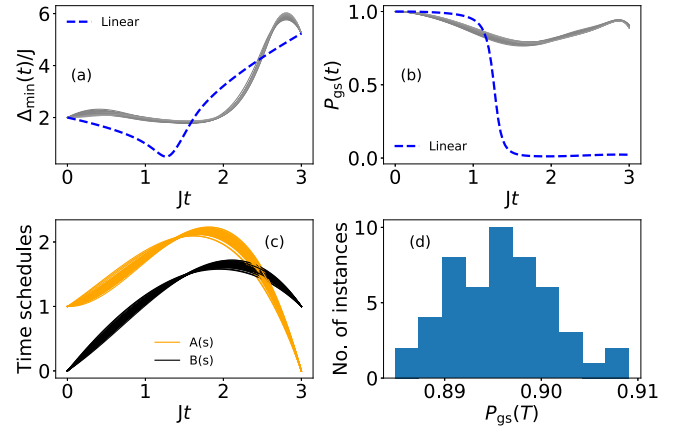 Δmin(t)/J
6
4
2
Linear
(a)
0 1 2 3
Jt
Pgs(t)
1.0
0.5
0.0
(b)
Linear
0 1 2 3
Jt
Time schedules
2
1
0
(c)
A(s)
B(s)
0 1 2 3
Jt
No. of instances
10
5
0
(d)
0.89 0.90 0.91
Pgs(T)